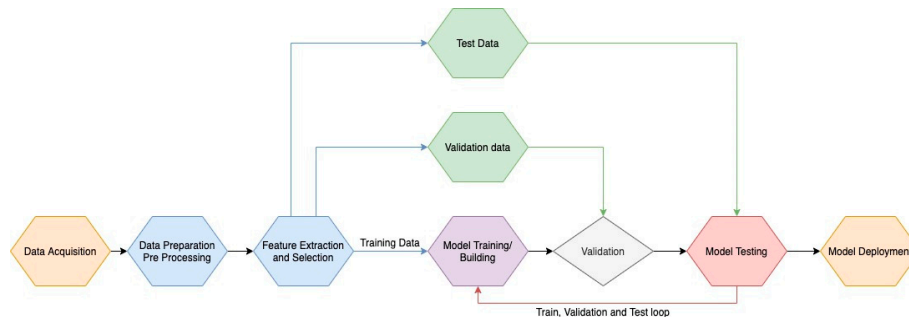 Test Data
Validation data
Data Acquisition
Data Preparation
Pre Processing
Feature Extraction
and Selection
Training Data
Model Training/
Building
Validation
Model Testing
Model Deployment
Train, Validation and Test loop